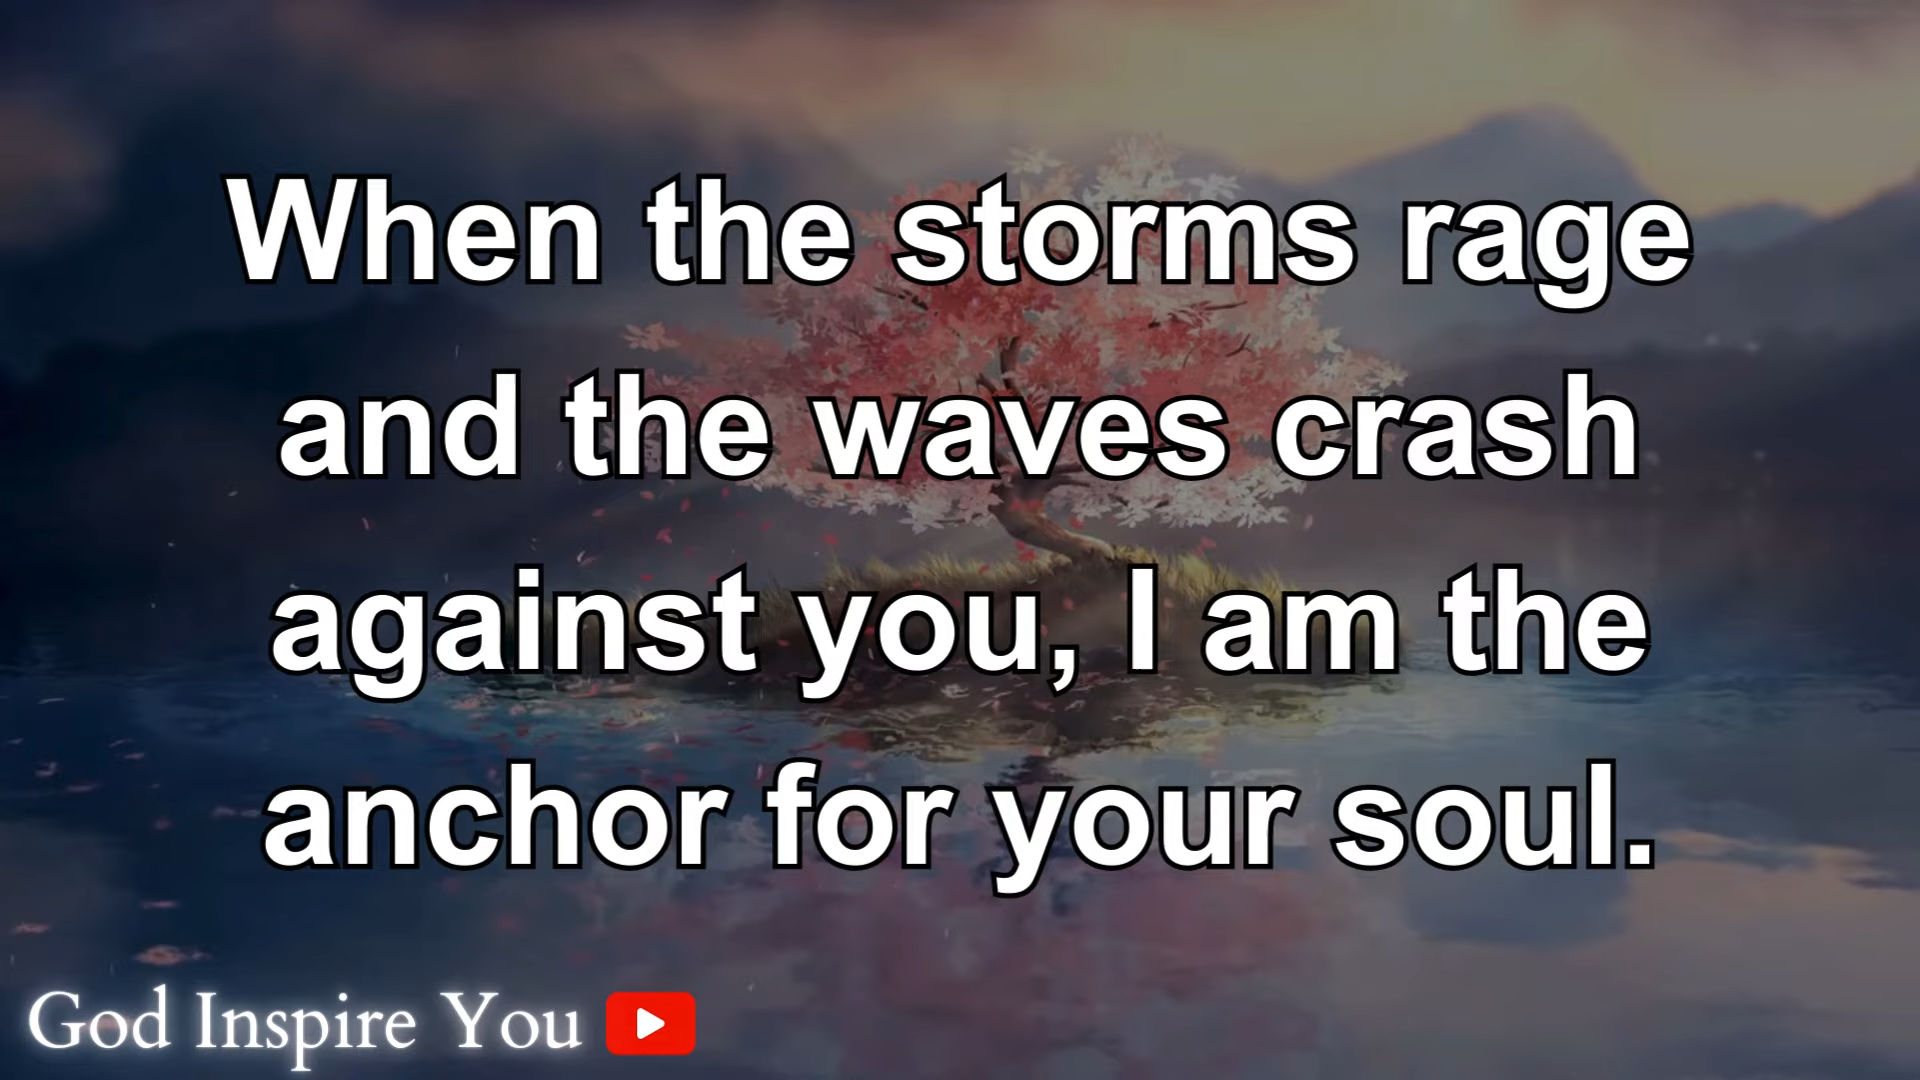 When the storms rage
and the waves crash
against you, I am the
anchor for your soul.
God Inspire You